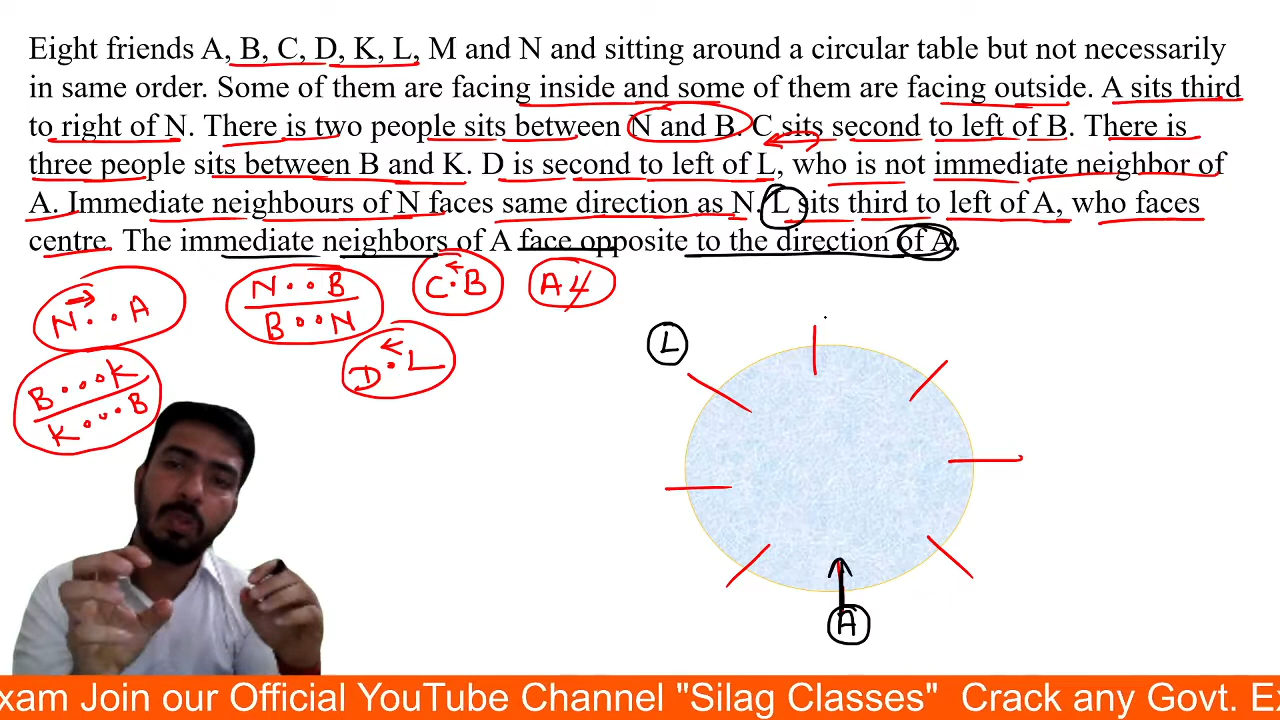 Eight friends A, B, C, D, K, L, M and N and sitting around a circular table but not necessarily
in same order. Some of them are facing inside and some of them are facing outside. A sits third
to right of N. There is two people sits between N and B. C sits second to left of B. There is
three people sits between B and K. D is second to left of L, who is not immediate neighbor of
A. Immediate neighbours of N faces same direction as N. L sits third to left of A, who faces
centre. The immediate neighbors of A face opposite to the direction of A.
N · · A
N · · B
B · · N
C · B
A
D · L
B · · · K
K · · · B
L
A
xam Join our Official YouTube Channel "Silag Classes" Crack any Govt. Ex